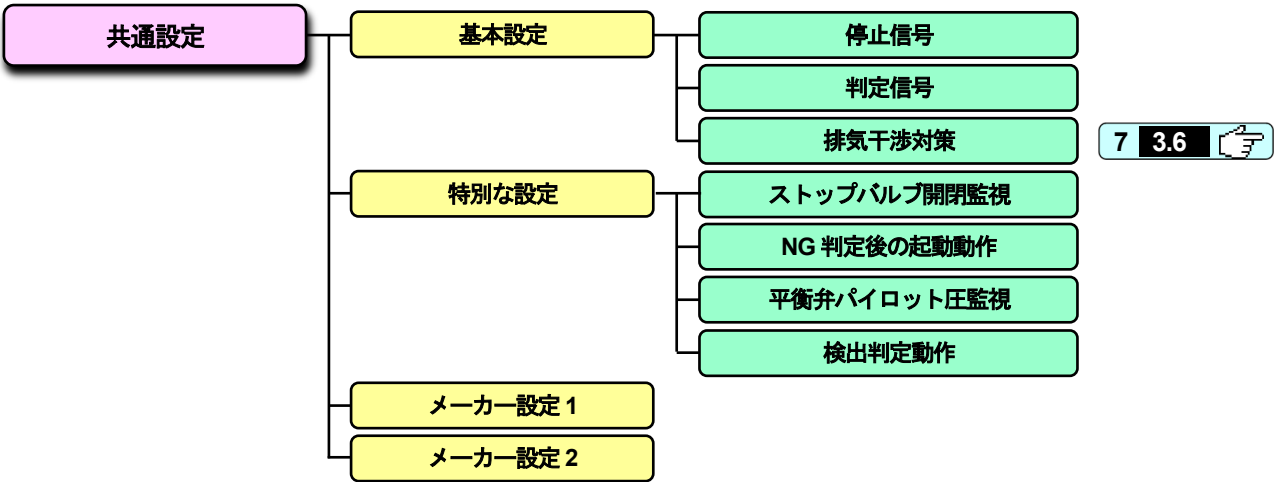 共通設定
基本設定
停止信号
判定信号
排気干渉対策
7 3.6
特別な設定
ストップバルブ開閉監視
NG 判定後の起動動作
平衡弁パイロット圧監視
検出判定動作
メーカー設定 1
メーカー設定 2